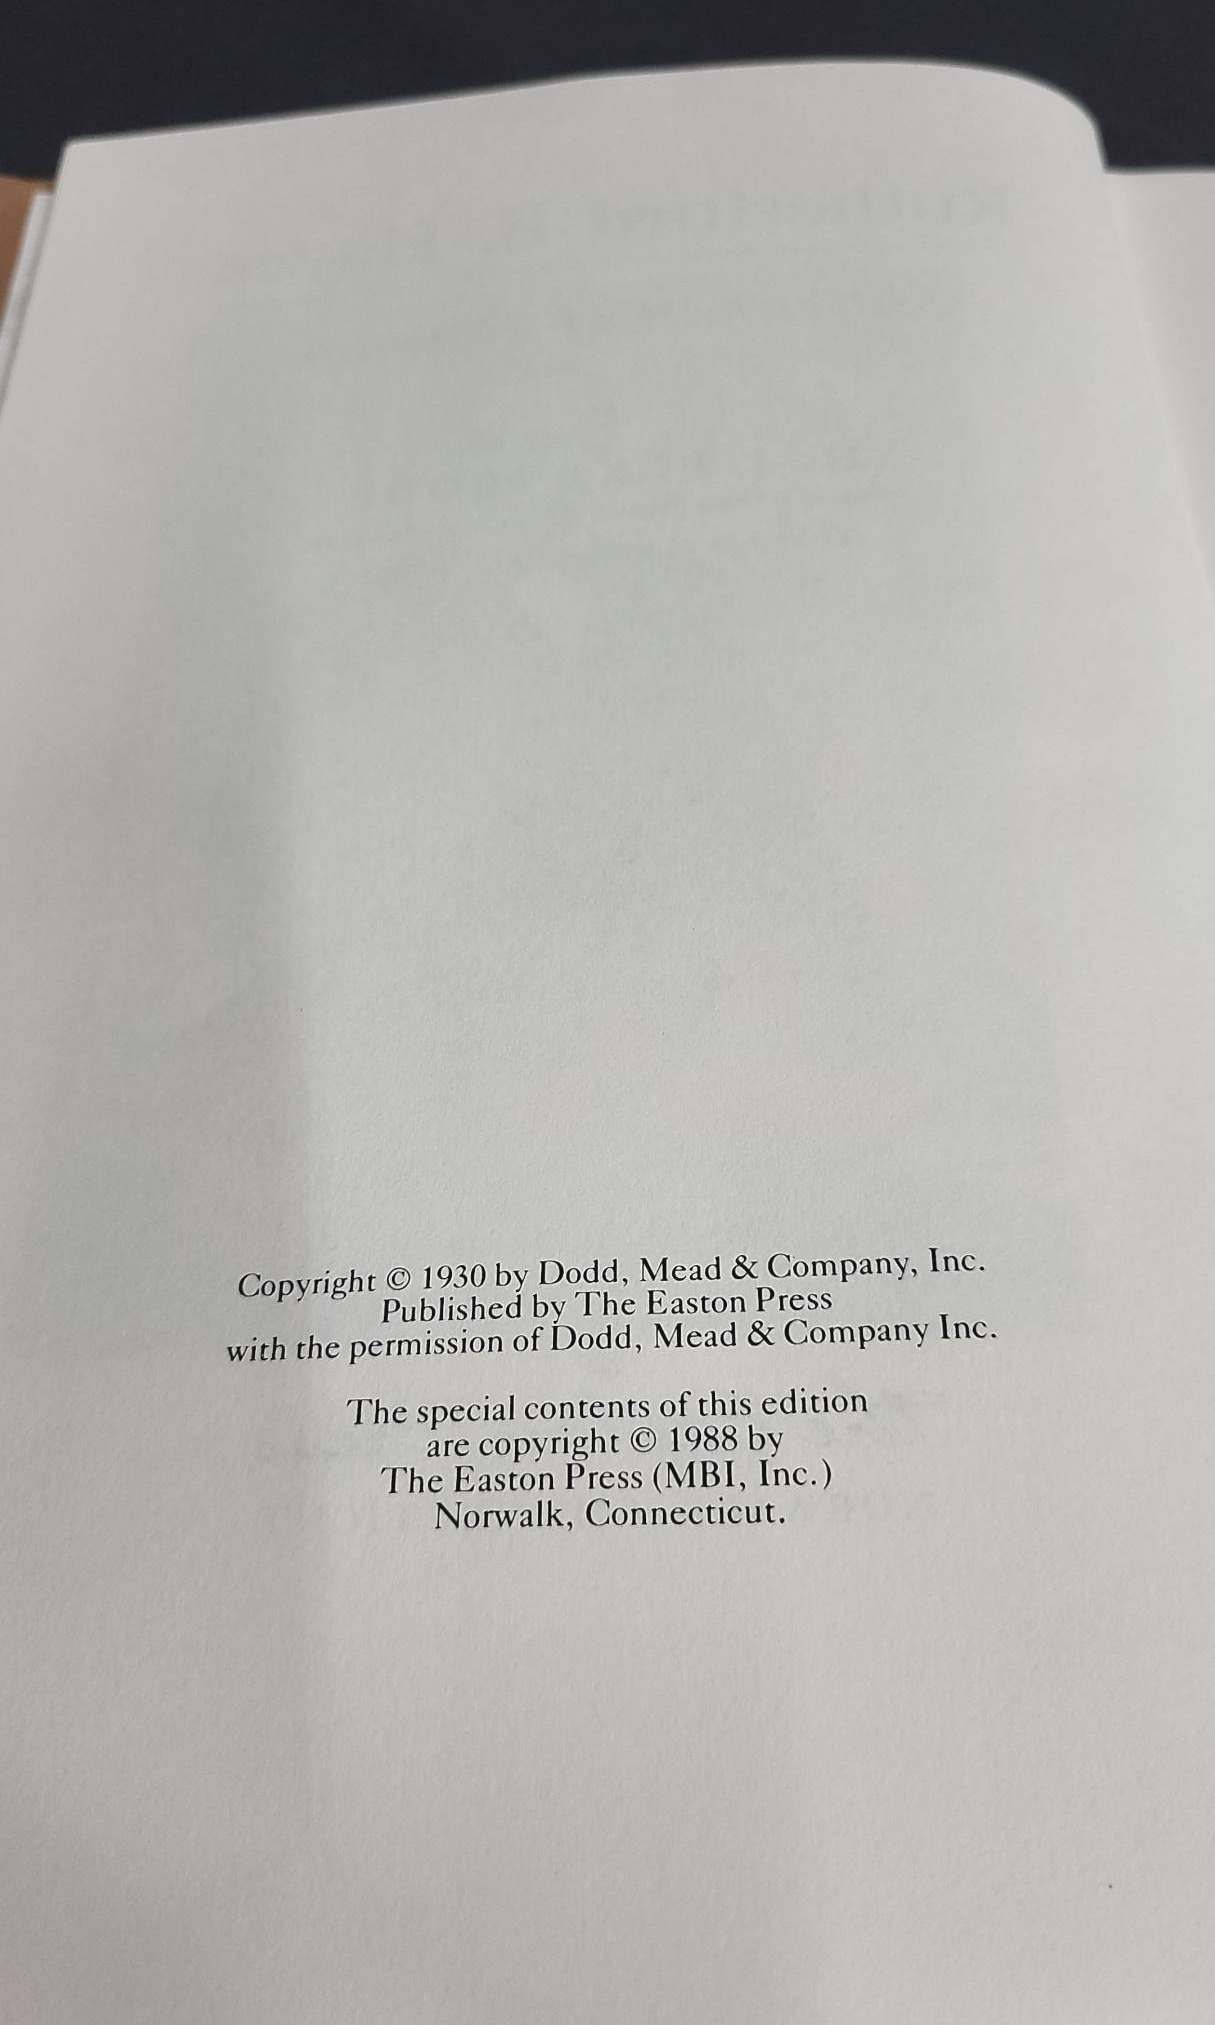 Copyright © 1930 by Dodd, Mead & Company, Inc.
Published by The Easton Press
with the permission of Dodd, Mead & Company Inc.
The special contents of this edition
are copyright © 1988 by
The Easton Press (MBI, Inc.)
Norwalk, Connecticut.